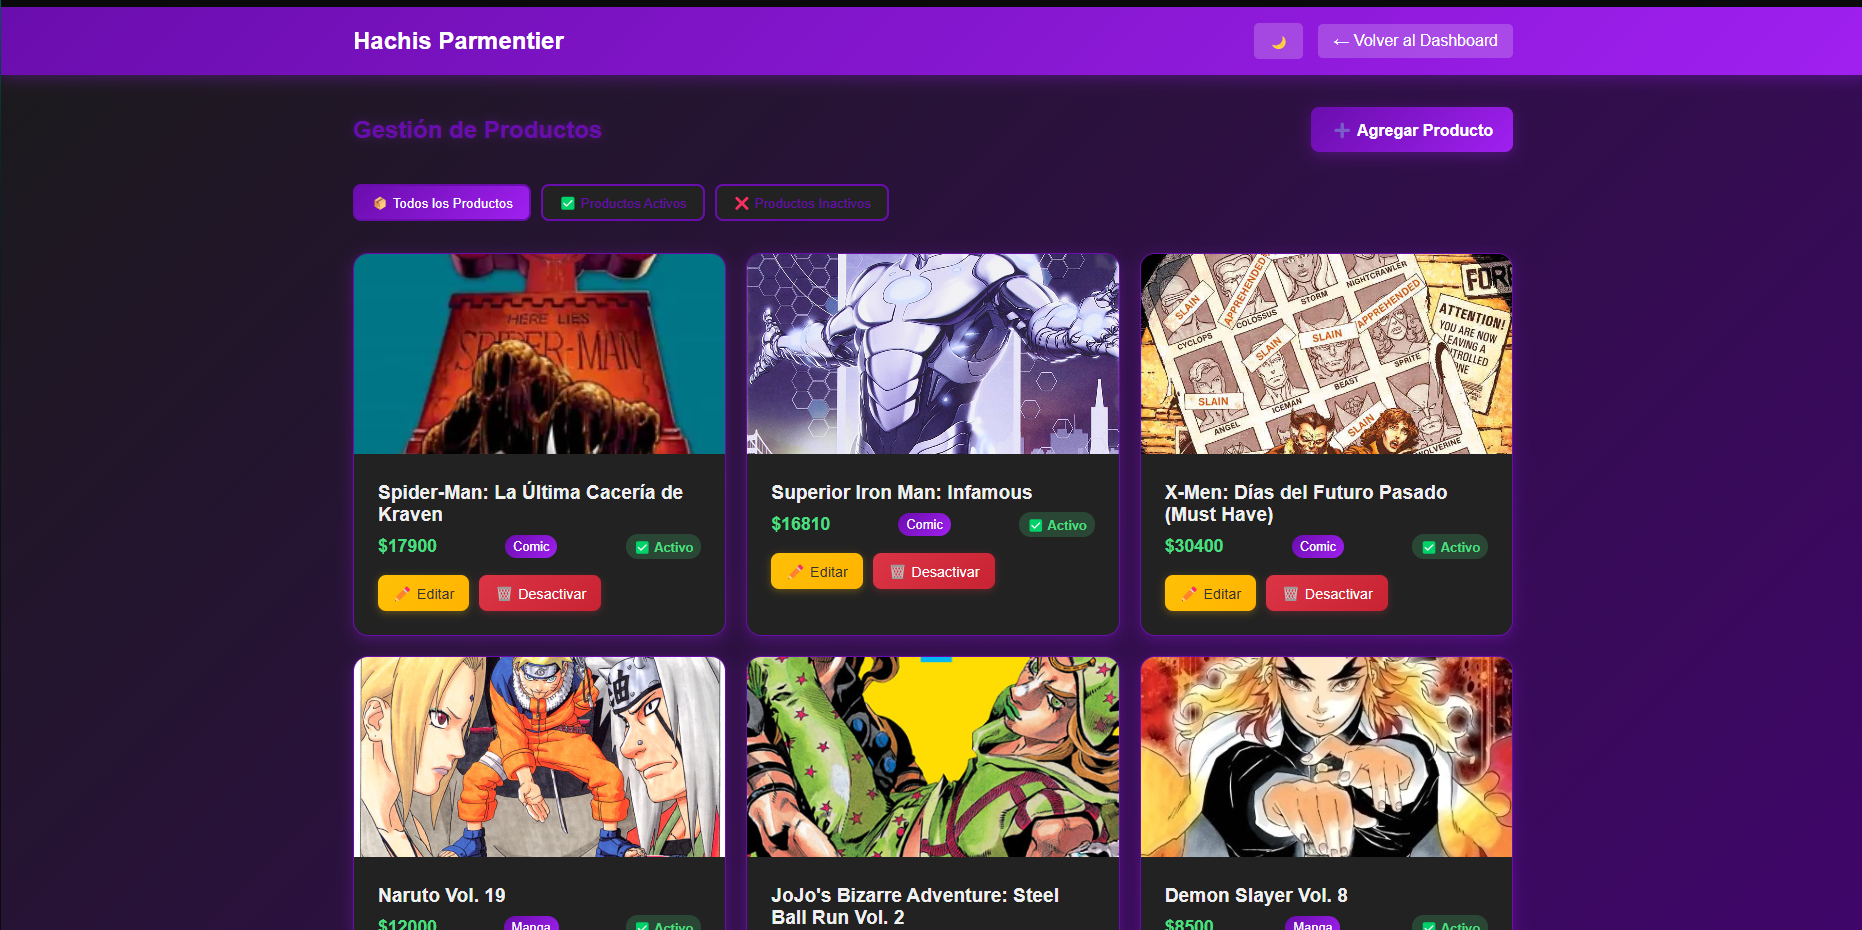 Hachis Parmentier
🌙
← Volver al Dashboard
Gestión de Productos
➕ Agregar Producto
📦 Todos los Productos
✅ Productos Activos
❌ Productos Inactivos
HERE LIES
SPIDER-MAN
SLAIN
APPREHENDED
COLOSSUS
STORM
NIGHTCRAWLER
APPREHENDED
FOR
CYCLOPS
SLAIN
SLAIN
ATTENTION!
YOU ARE NOW
LEAVING A
BEAST
SPRITE
SLAIN
ANGEL
ICEMAN
SLAIN
WOLVERINE
Spider-Man: La Última Cacería de
Kraven
$17900
Comic
✅ Activo
✏️ Editar
🗑️ Desactivar
Superior Iron Man: Infamous
$16810
Comic
✅ Activo
✏️ Editar
🗑️ Desactivar
X-Men: Días del Futuro Pasado
(Must Have)
$30400
Comic
✅ Activo
✏️ Editar
🗑️ Desactivar
油
Naruto Vol. 19
$12000
Manga
✅ Activo
JoJo's Bizarre Adventure: Steel
Ball Run Vol. 2
Demon Slayer Vol. 8
$8500
Manga
✅ Activo